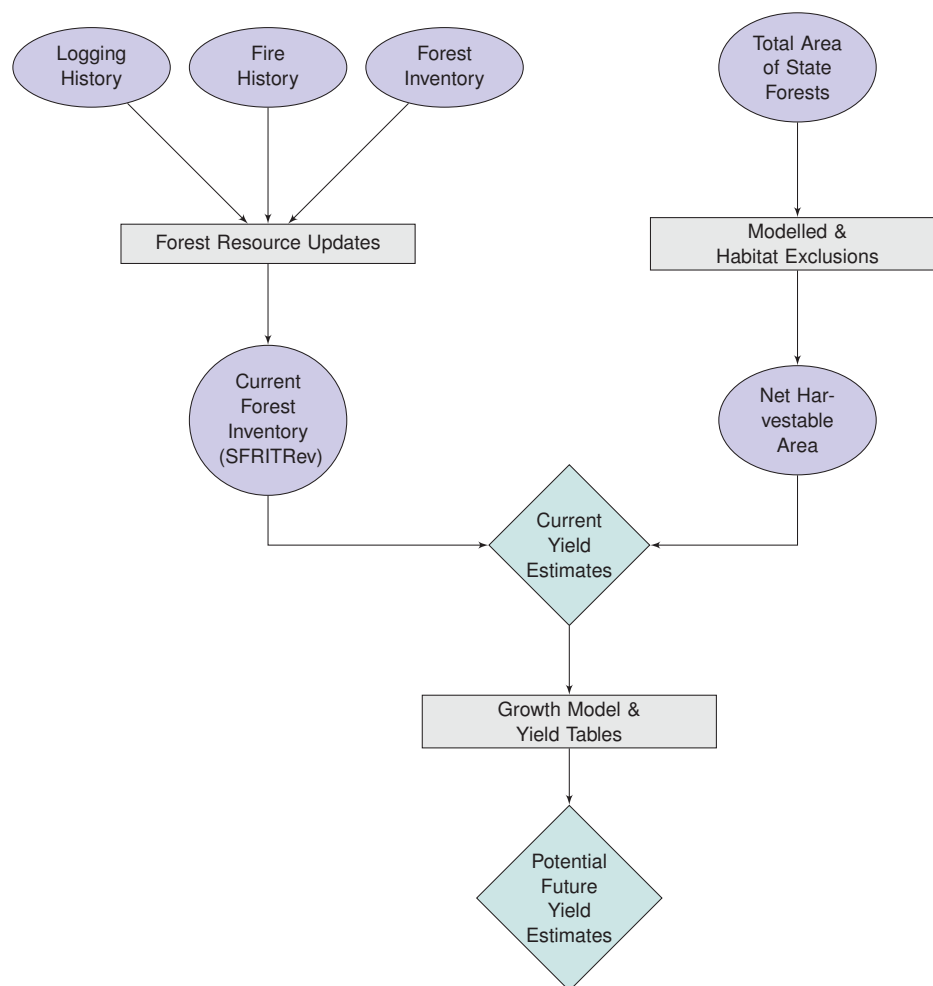 Logging
History
Fire
History
Forest
Inventory
Total Area
of State
Forests
Forest Resource Updates
Modelled &
Habitat Exclusions
Current
Forest
Inventory
(SFRITRev)
Net Har-
vestable
Area
Current
Yield
Estimates
Growth Model &
Yield Tables
Potential
Future
Yield
Estimates